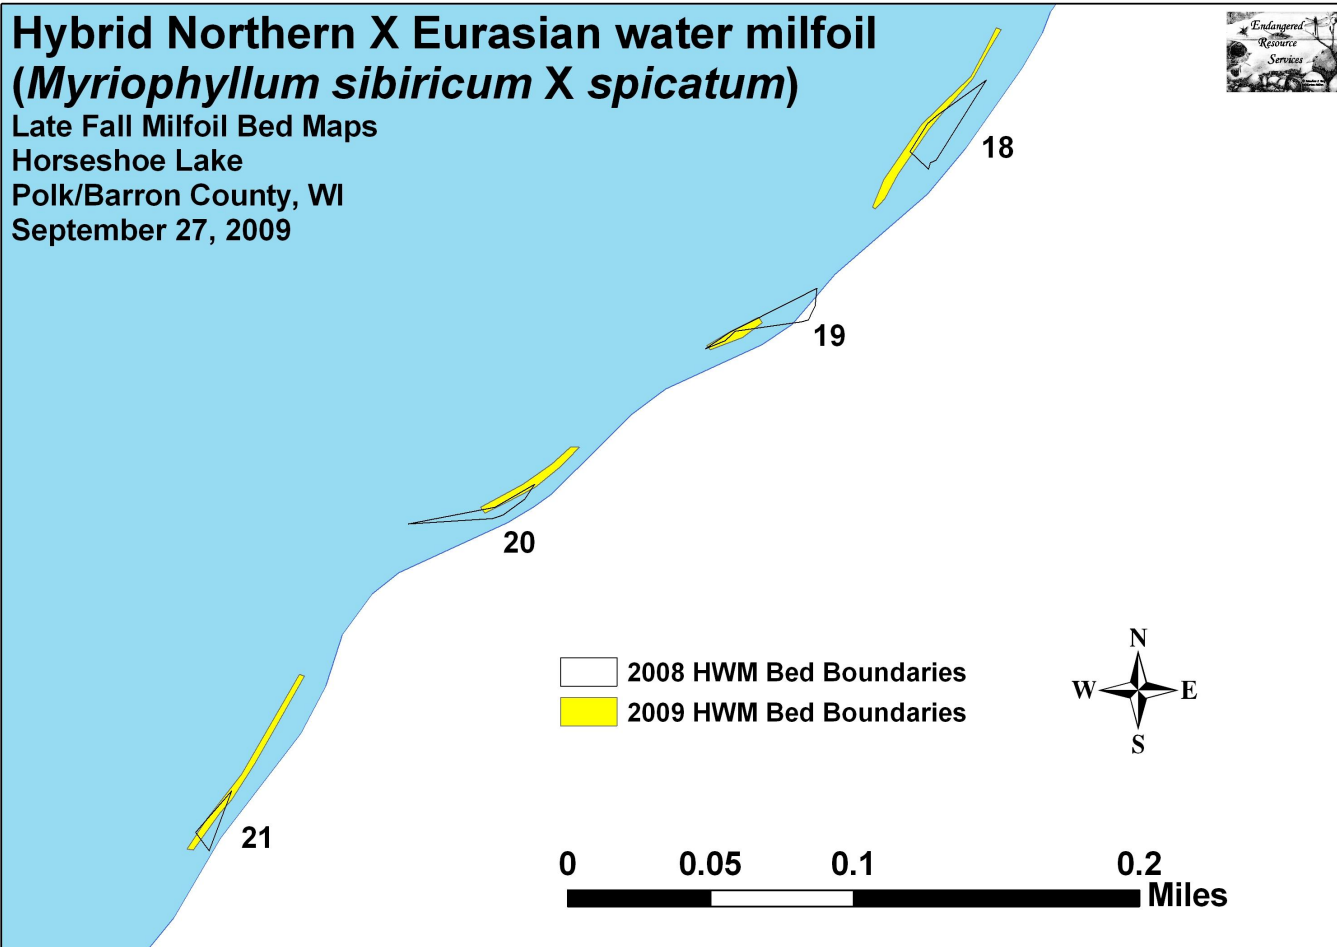 Hybrid Northern X Eurasian water milfoil
(Myriophyllum sibiricum X spicatum)
Late Fall Milfoil Bed Maps
Horseshoe Lake
Polk/Barron County, WI
September 27, 2009
Endangered
Resource
Services
18
19
20
21
2008 HWM Bed Boundaries
2009 HWM Bed Boundaries
N
W E
S
0 0.05 0.1 0.2
Miles